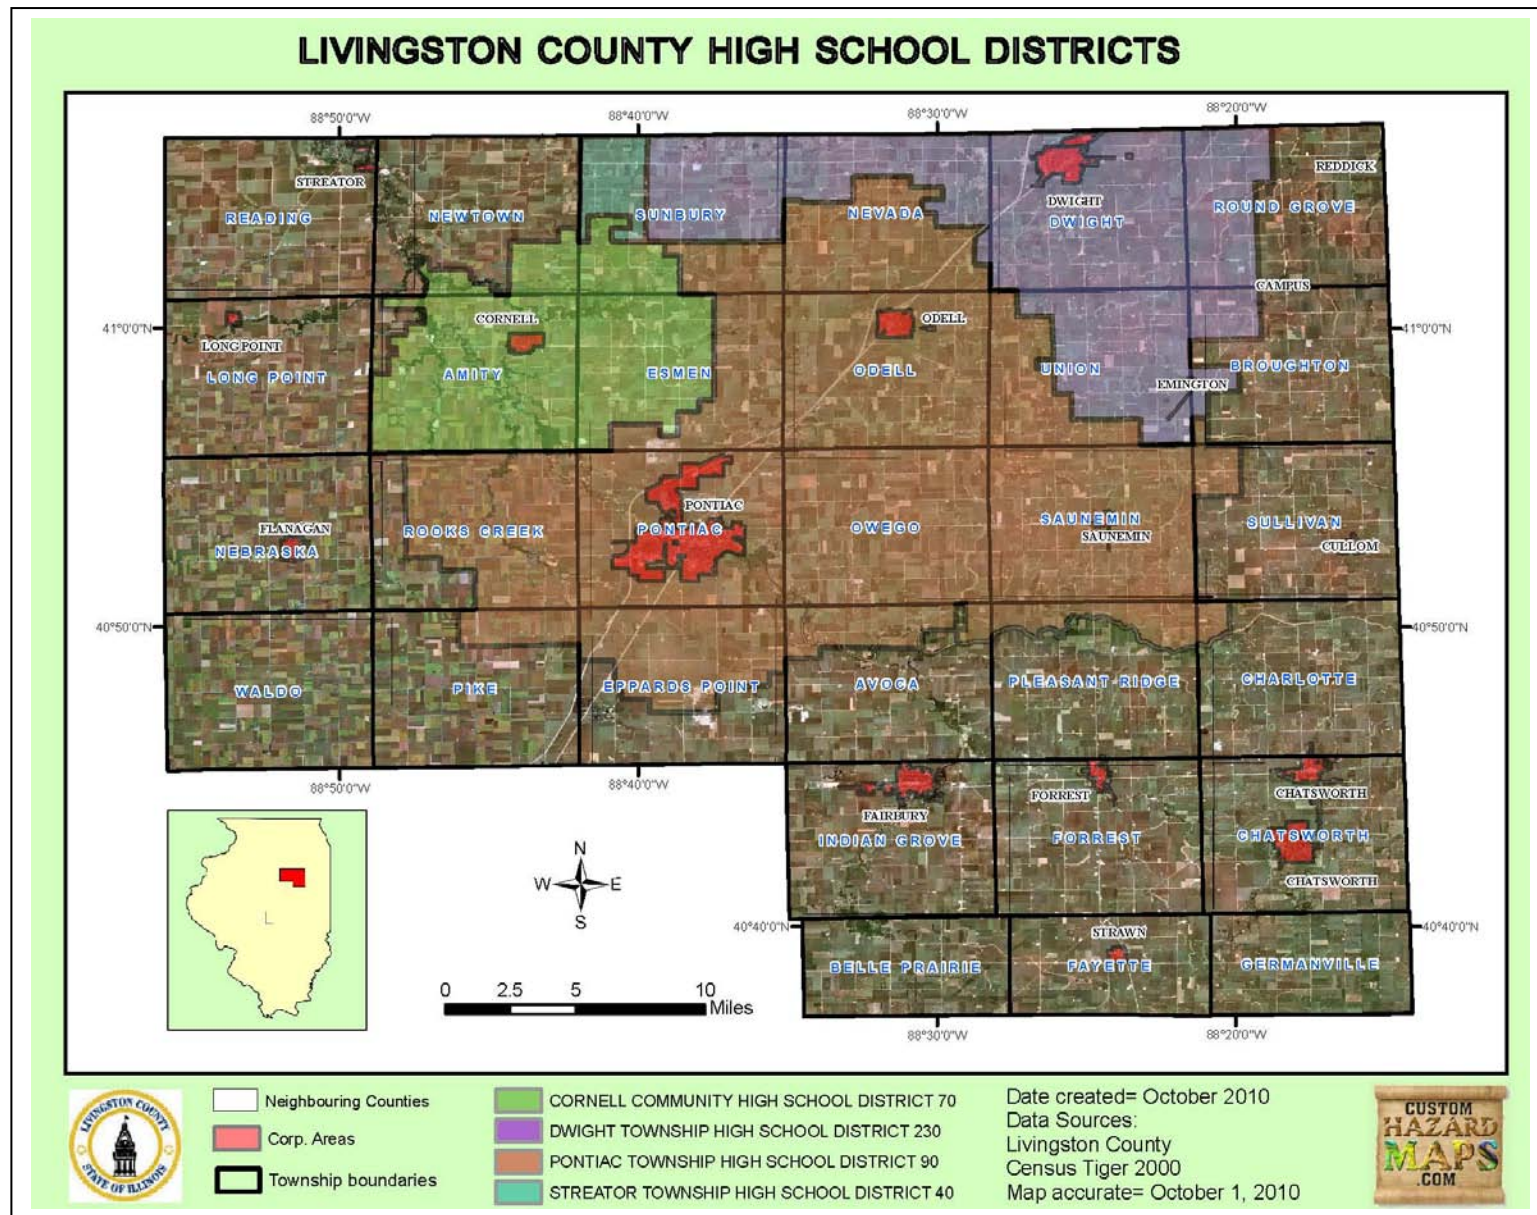 LIVINGSTON COUNTY HIGH SCHOOL DISTRICTS
88°50'0"W
88°40'0"W
88°30'0"W
88°20'0"W
STREATOR
READING
NEWTOWN
SUNBURY
NEVADA
DWIGHT
DWIGHT
ROUND GROVE
REDDICK
CAMPUS
41°0'0"N
41°0'0"N
CORNELL
ODELL
LONG POINT
LONG POINT
AMITY
ESMEN
ODELL
UNION
EMINGTON
BROUGHTON
FLANAGAN
NEBRASKA
ROOKS CREEK
PONTIAC
PONTIAC
OWEGO
SAUNEMIN
SAUNEMIN
SULLIVAN
CULLOM
40°50'0"N
40°50'0"N
WALDO
PIKE
EPPARDS POINT
AVOCA
PLEASANT-RIDGE
CHARLOTTE
88°50'0"W
88°40'0"W
FAIRBURY
INDIAN GROVE
FORREST
FORREST
CHATSWORTH
CHATSWORTH
CHATSWORTH
40°40'0"N
40°40'0"N
STRAWN
BELLE PRAIRIE
FAYETTE
GERMANVILLE
88°30'0"W
88°20'0"W
L
N
W E
S
0 2.5 5 10
Miles
LIVINGSTON COUNTY
STATE OF ILLINOIS
Neighbouring Counties
Corp. Areas
Township boundaries
CORNELL COMMUNITY HIGH SCHOOL DISTRICT 70
DWIGHT TOWNSHIP HIGH SCHOOL DISTRICT 230
PONTIAC TOWNSHIP HIGH SCHOOL DISTRICT 90
STREATOR TOWNSHIP HIGH SCHOOL DISTRICT 40
Date created= October 2010
Data Sources:
Livingston County
Census Tiger 2000
Map accurate= October 1, 2010
CUSTOM
HAZARD
MAPS
.COM